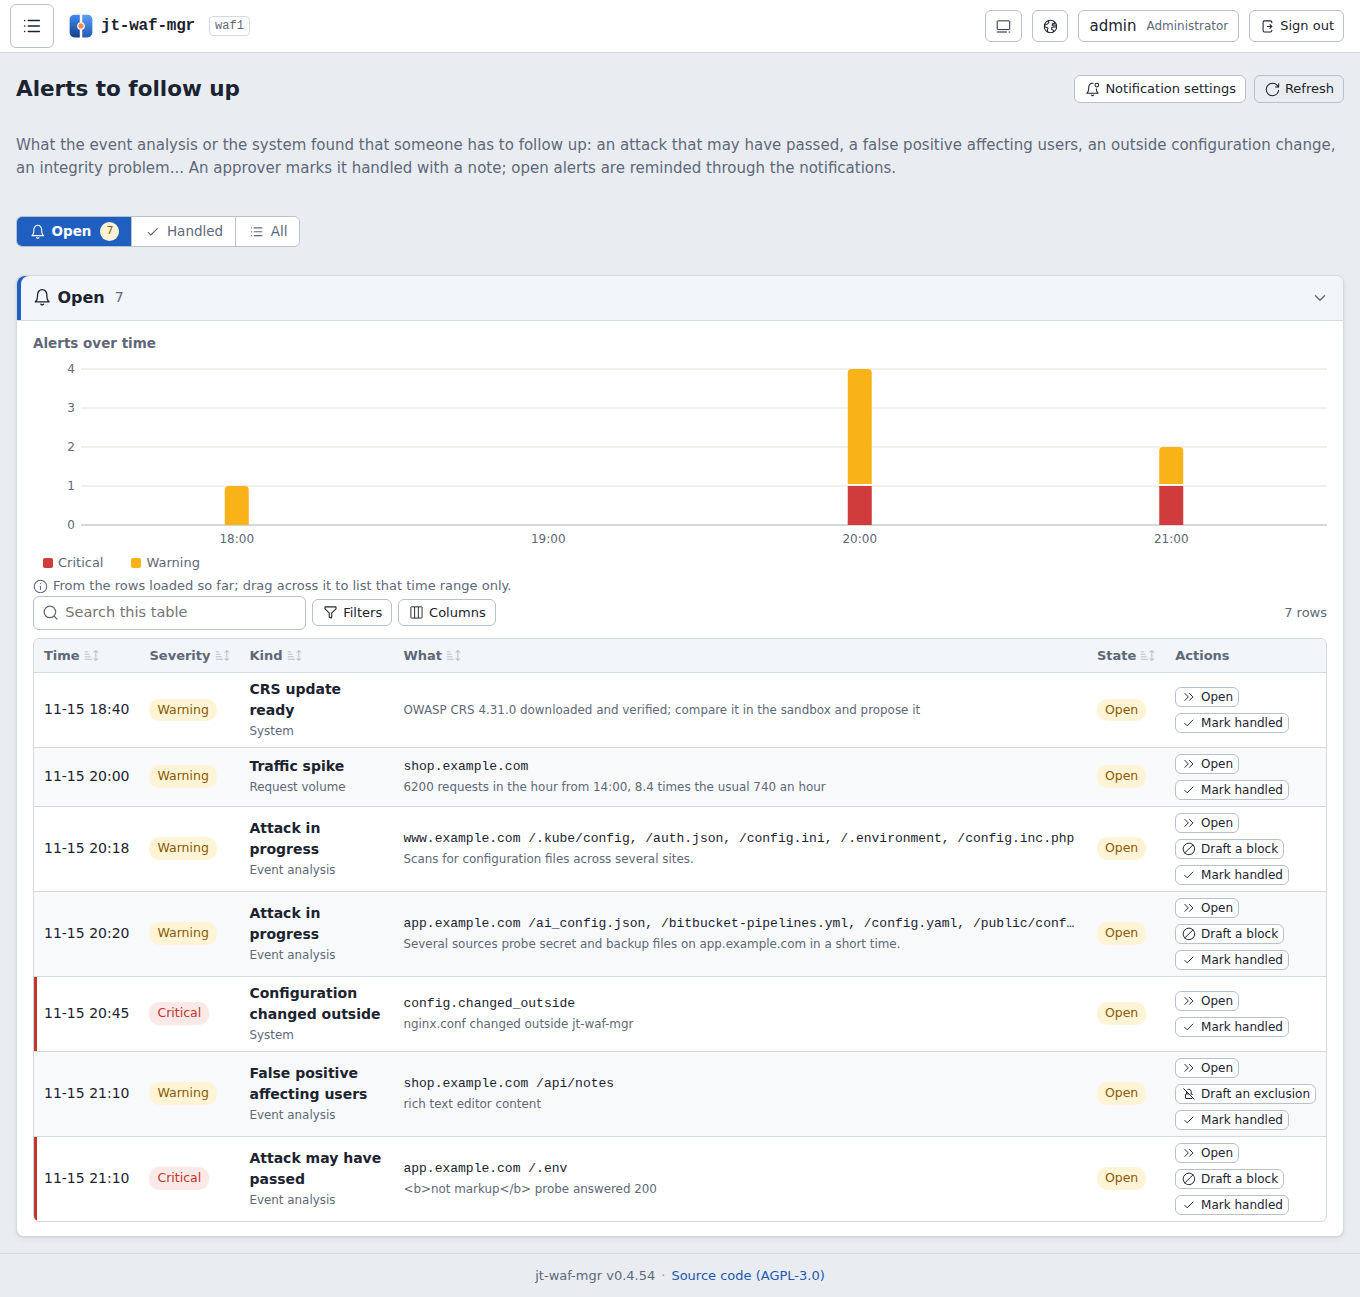 jt-waf-mgr waf1 admin Administrator Sign out
Alerts to follow up Notification settings Refresh
What the event analysis or the system found that someone has to follow up: an attack that may have passed, a false positive affecting users, an outside configuration change,
an integrity problem... An approver marks it handled with a note; open alerts are reminded through the notifications.
Open 7 Handled All
Open 7
Alerts over time
4
3
2
1
0
18:00 19:00 20:00 21:00
Critical Warning
From the rows loaded so far; drag across it to list that time range only.
Search this table Filters Columns 7 rows
Time Severity Kind What State Actions
11-15 18:40 Warning CRS update ready System OWASP CRS 4.31.0 downloaded and verified; compare it in the sandbox and propose it Open Open Mark handled
11-15 20:00 Warning Traffic spike Request volume shop.example.com 6200 requests in the hour from 14:00, 8.4 times the usual 740 an hour Open Open Mark handled
11-15 20:18 Warning Attack in progress Event analysis www.example.com /.kube/config, /auth.json, /config.ini, /.environment, /config.inc.php Scans for configuration files across several sites. Open Open Draft a block Mark handled
11-15 20:20 Warning Attack in progress Event analysis app.example.com /ai_config.json, /bitbucket-pipelines.yml, /config.yaml, /public/conf… Several sources probe secret and backup files on app.example.com in a short time. Open Open Draft a block Mark handled
11-15 20:45 Critical Configuration changed outside System config.changed_outside nginx.conf changed outside jt-waf-mgr Open Open Mark handled
11-15 21:10 Warning False positive affecting users Event analysis shop.example.com /api/notes rich text editor content Open Open Draft an exclusion Mark handled
11-15 21:10 Critical Attack may have passed Event analysis app.example.com /.env <b>not markup</b> probe answered 200 Open Open Draft a block Mark handled
jt-waf-mgr v0.4.54 · Source code (AGPL-3.0)